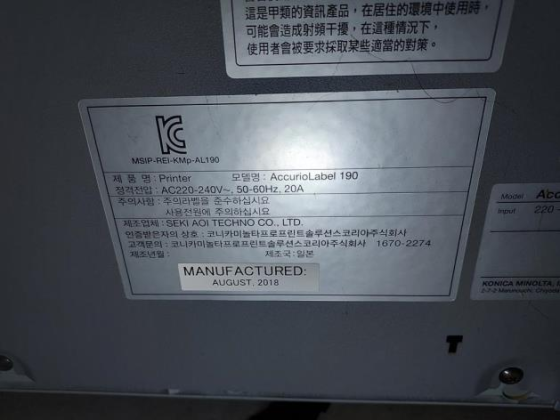 這是甲類的資訊產品，在居住的環境中使用時，
可能會造成射頻干擾，在這種情況下，
使用者會被要求採取某些適當的對策。
MSIP-REI-KMp-AL190
제 품 명 : Printer 모델명 : AccurioLabel 190
정격전압 : AC220-240V~, 50-60Hz, 20A
주의사항 : 주의라벨을 준수하십시요
사용전원에 주의하십시요
제조업체 : SEKI AOI TECHNO CO., LTD.
인증받은자의 상호 : 코니카미놀타프로프린트솔루션스코리아주식회사
고객문의 : 코니카미놀타프로프린트솔루션스코리아주식회사 1670-2274
제조년월 : 제조국 : 일본
MANUFACTURED:
AUGUST, 2018
Model
Input 220
KONICA MINOLTA,
T